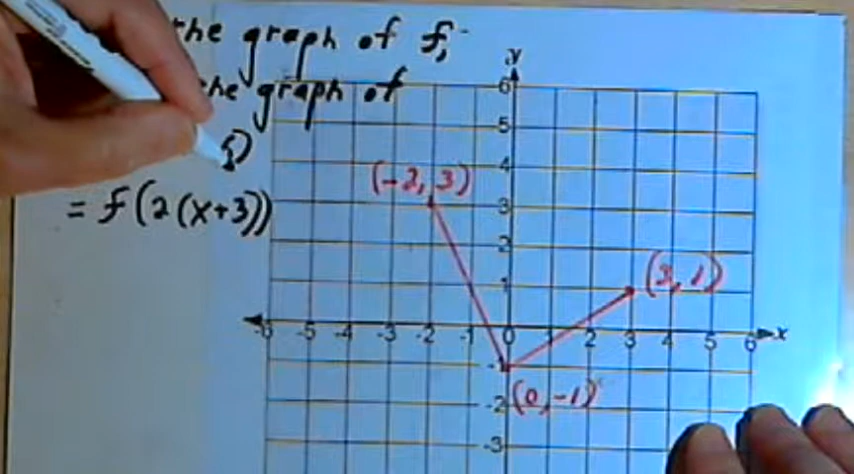 the graph of f,
the graph of
6)
= f(2(x+3))
y
6
5
4
(-2, 3)
3
2
1
(3, 1)
-6 -5 -4 -3 -2 -1 0 2 3 4 5 6 x
-1
(0, -1)
-2
-3